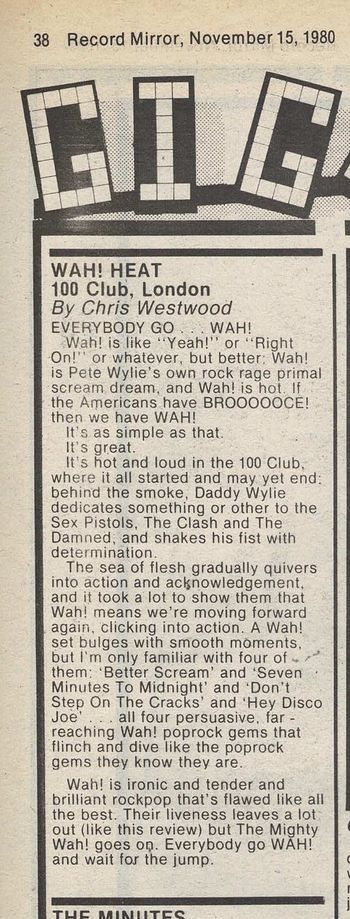 38 Record Mirror, November 15, 1980
GIG
WAH! HEAT
100 Club, London
By Chris Westwood
EVERYBODY GO . . . WAH!
Wah! is like “Yeah!” or “Right
On!” or whatever, but better; Wah!
is Pete Wylie's own rock rage primal
scream dream, and Wah! is hot. If
the Americans have BROOOOOCE!
then we have WAH!
It's as simple as that.
It's great.
It's hot and loud in the 100 Club,
where it all started and may yet end:
behind the smoke, Daddy Wylie
dedicates something or other to the
Sex Pistols, The Clash and The
Damned, and shakes his fist with
determination.
The sea of flesh gradually quivers
into action and acknowledgement,
and it took a lot to show them that
Wah! means we're moving forward
again, clicking into action. A Wah!
set bulges with smooth moments,
but I'm only familiar with four of
them: ‘Better Scream’ and ‘Seven
Minutes To Midnight’ and ‘Don't
Step On The Cracks’ and ‘Hey Disco
Joe’ . . . all four persuasive, far -
reaching Wah! poprock gems that
flinch and dive like the poprock
gems they know they are.
Wah! is ironic and tender and
brilliant rockpop that's flawed like all
the best. Their liveness leaves a lot
out (like this review) but The Mighty
Wah! goes on. Everybody go WAH!
and wait for the jump.
THE MINUTES